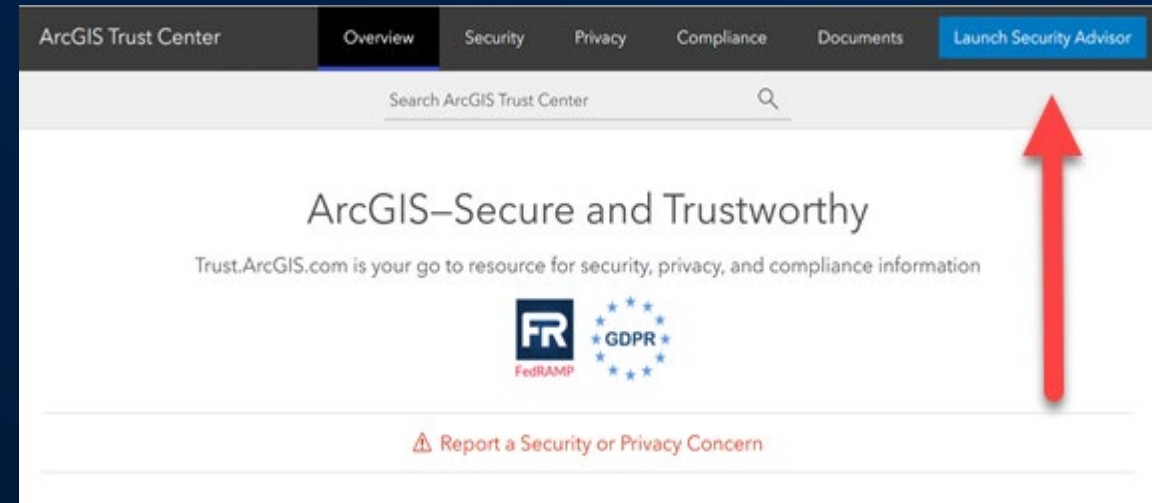 ArcGIS Trust Center Overview Security Privacy Compliance Documents Launch Security Advisor
Search ArcGIS Trust Center
ArcGIS–Secure and Trustworthy
Trust.ArcGIS.com is your go to resource for security, privacy, and compliance information
FR
FedRAMP
GDPR
Report a Security or Privacy Concern